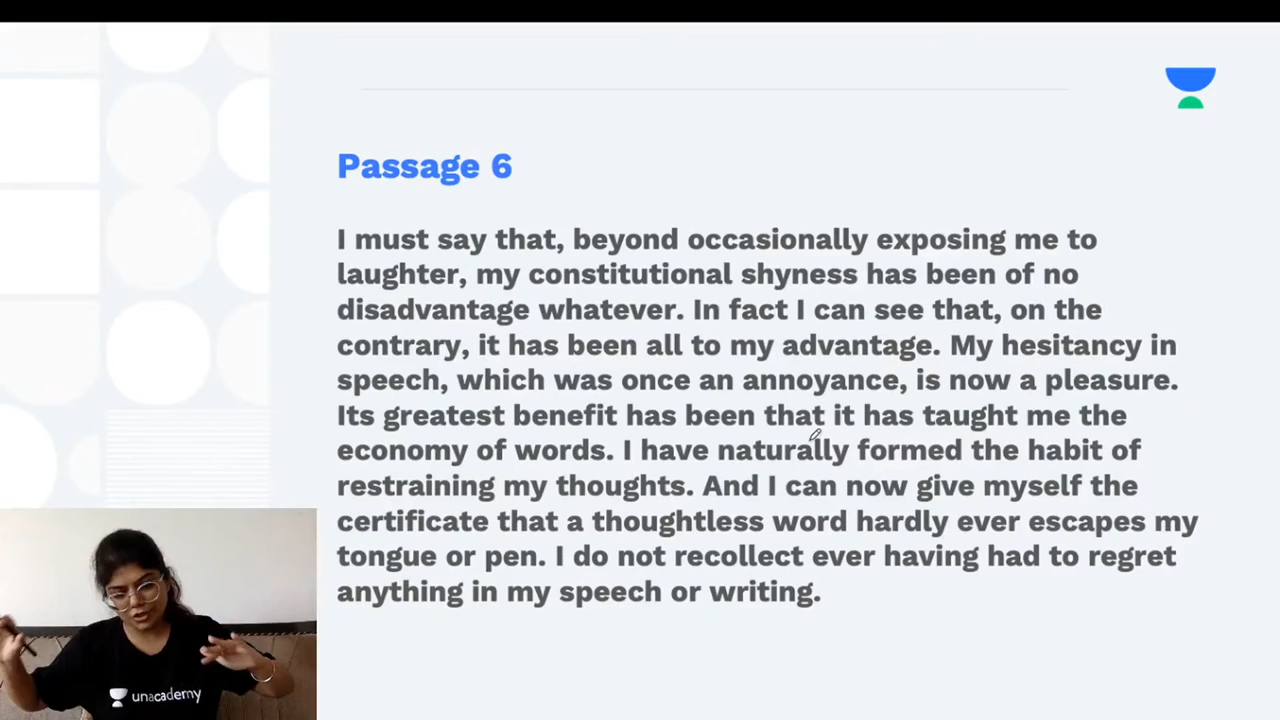 Passage 6
I must say that, beyond occasionally exposing me to
laughter, my constitutional shyness has been of no
disadvantage whatever. In fact I can see that, on the
contrary, it has been all to my advantage. My hesitancy in
speech, which was once an annoyance, is now a pleasure.
Its greatest benefit has been that it has taught me the
economy of words. I have naturally formed the habit of
restraining my thoughts. And I can now give myself the
certificate that a thoughtless word hardly ever escapes my
tongue or pen. I do not recollect ever having had to regret
anything in my speech or writing.
unacademy